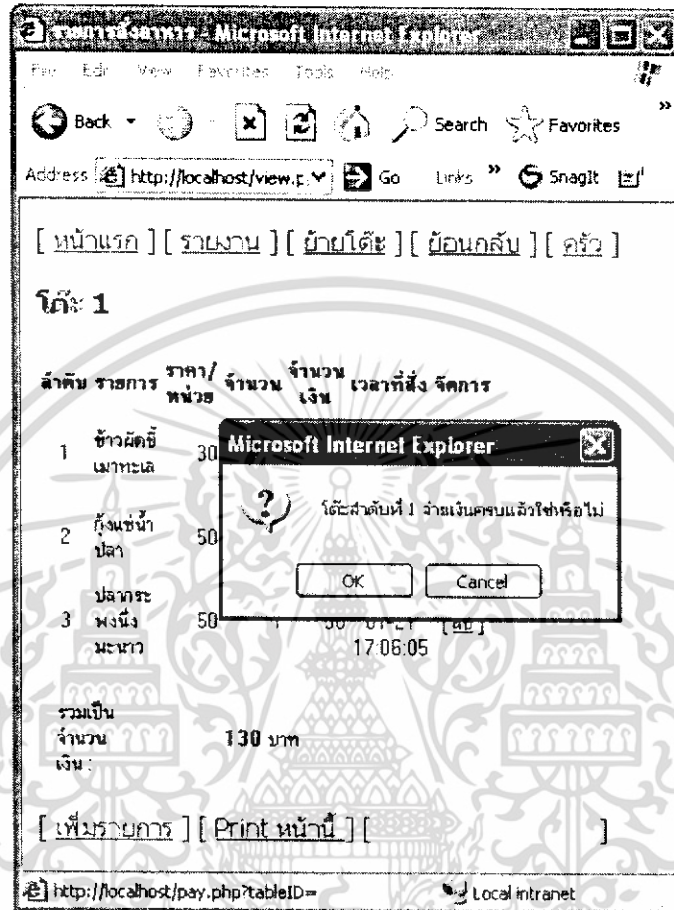 รายการสั่งอาหาร - Microsoft Internet Explorer
File Edit View Favorites Tools Help
Back Search Favorites »
Address http://localhost/view.p Go Links » SnagIt
[ หน้าแรก ] [ รายงาน ] [ ย้ายโต๊ะ ] [ ย้อนกลับ ] [ ครัว ]
โต๊ะ 1
ลำดับ รายการ ราคา/หน่วย จำนวน จำนวนเงิน เวลาที่สั่ง จัดการ
1 ข้าวผัดขี้เมาทะเล 30
2 กุ้งแช่น้ำปลา 50
3 ปลากระพงนึ่งมะนาว 50
17:06:05
Microsoft Internet Explorer
โต๊ะลำดับที่ 1 จ่ายเงินครบแล้วใช่หรือไม่
OK Cancel
รวมเป็นจำนวนเงิน : 130 บาท
[ เพิ่มรายการ ] [ Print หน้านี้ ] [ ]
http://localhost/pay.php?tableID= Local intranet